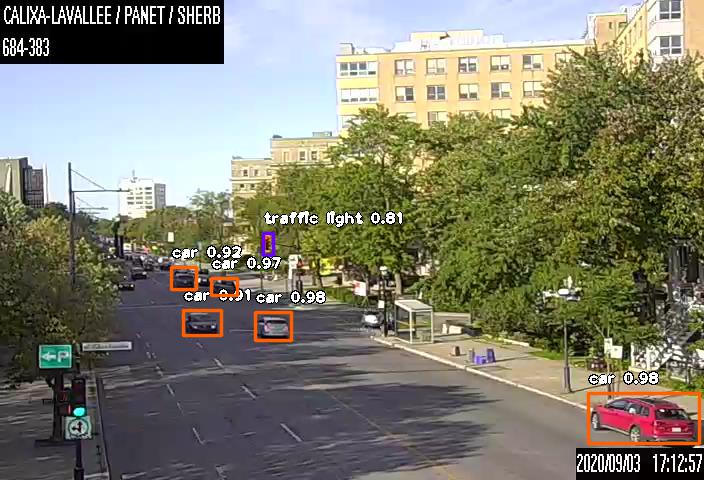 CALIXA-LAVALLEE / PANET / SHERB
684-383
traffic light 0.81
car 0.92
car 0.97
car 0.91
car 0.98
car 0.98
P
2020/09/03 17:12:57